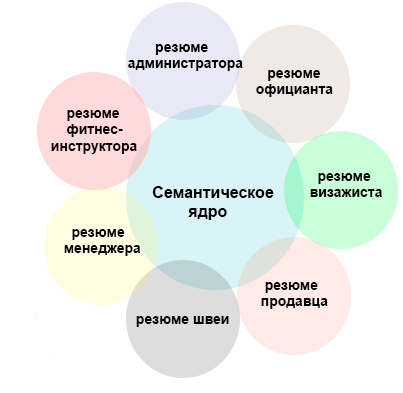 резюме
администратора
резюме
официанта
резюме
фитнес-
инструктора
резюме
визажиста
Семантическое
ядро
резюме
менеджера
резюме
продавца
резюме швеи